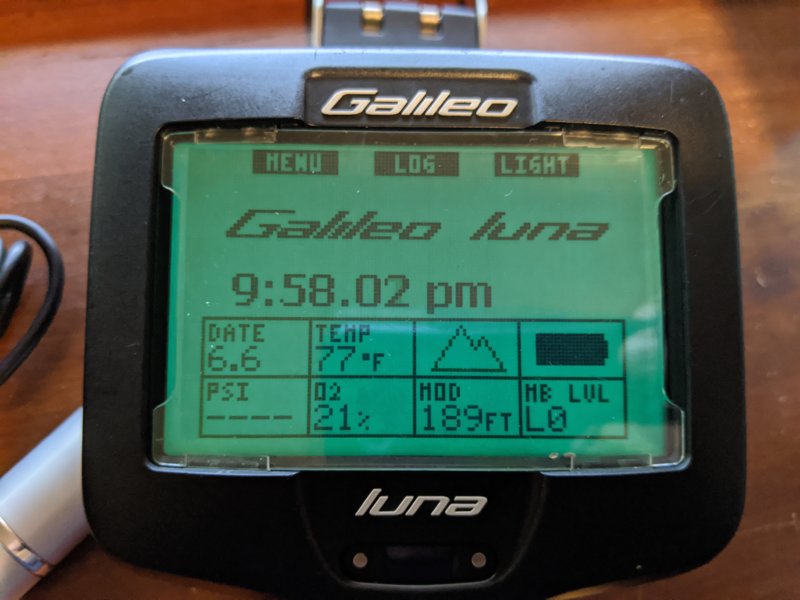 Galileo
MENU LOG LIGHT
Galileo luna
9:58.02 pm
DATE TEMP
6.6 77°F
PSI O2 MOD MB LVL
---- 21% 189FT L0
luna